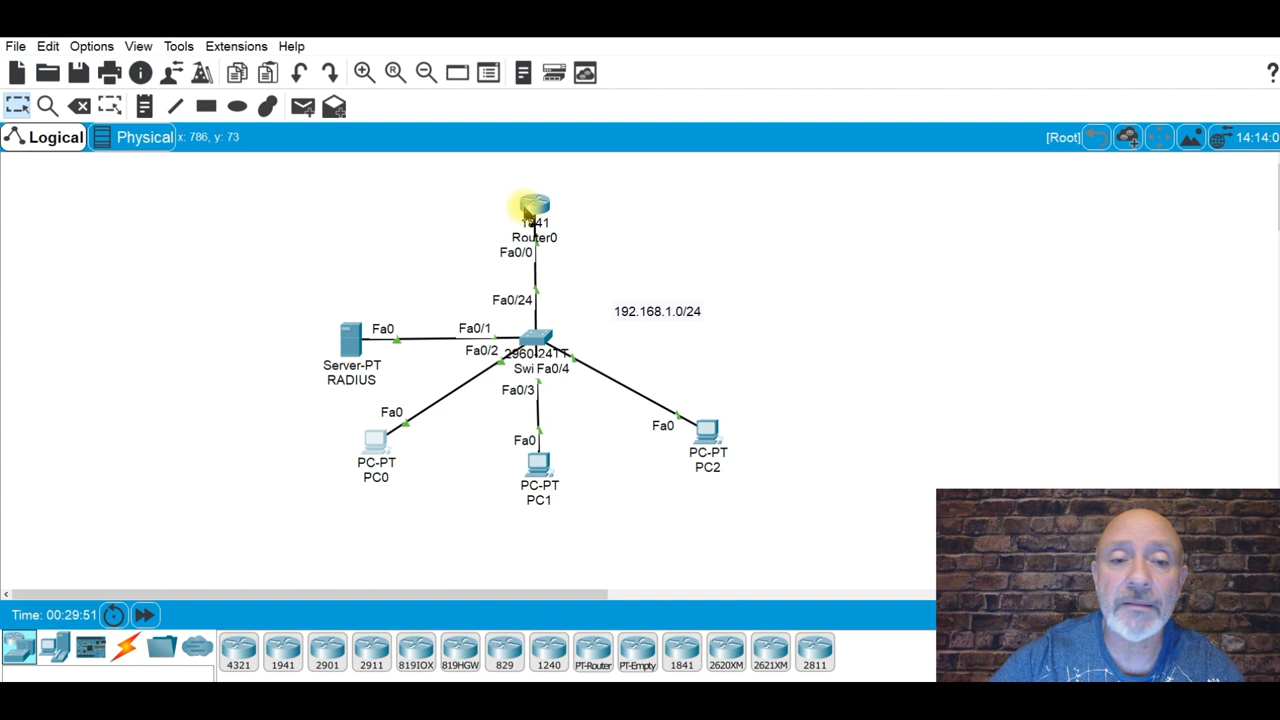 File Edit Options View Tools Extensions Help
?
Logical Physical x: 786, y: 73 [Root] 14:14:0
1841
Router0
Fa0/0
Fa0/24
192.168.1.0/24
Fa0 Fa0/1
Fa0/2 2960-24TT
Server-PT Swi Fa0/4
RADIUS
Fa0/3
Fa0
Fa0 Fa0
PC-PT PC-PT
PC0 PC2
PC-PT
PC1
Time: 00:29:51
4321 1941 2901 2911 819IOX 819HGW 829 1240 PT-Router PT-Empty 1841 2620XM 2621XM 2811